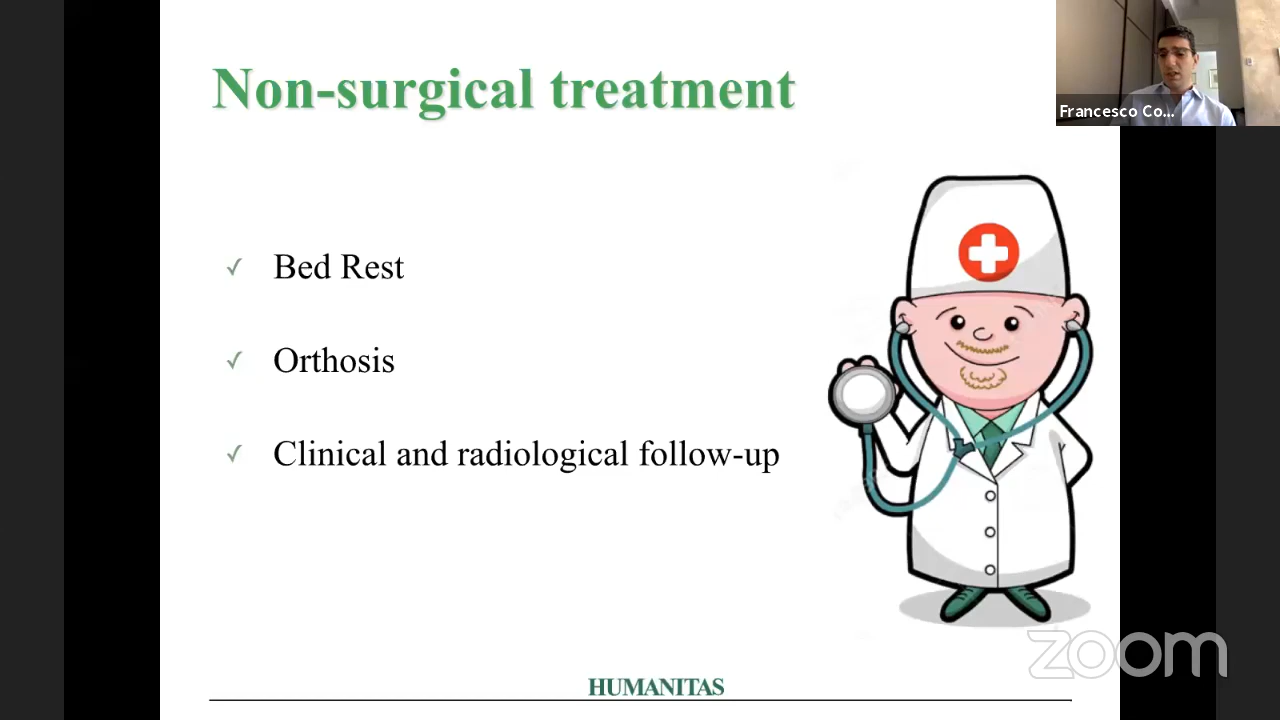 Non-surgical treatment
Francesco Co...
✓ Bed Rest
✓ Orthosis
✓ Clinical and radiological follow-up
zoom
HUMANITAS